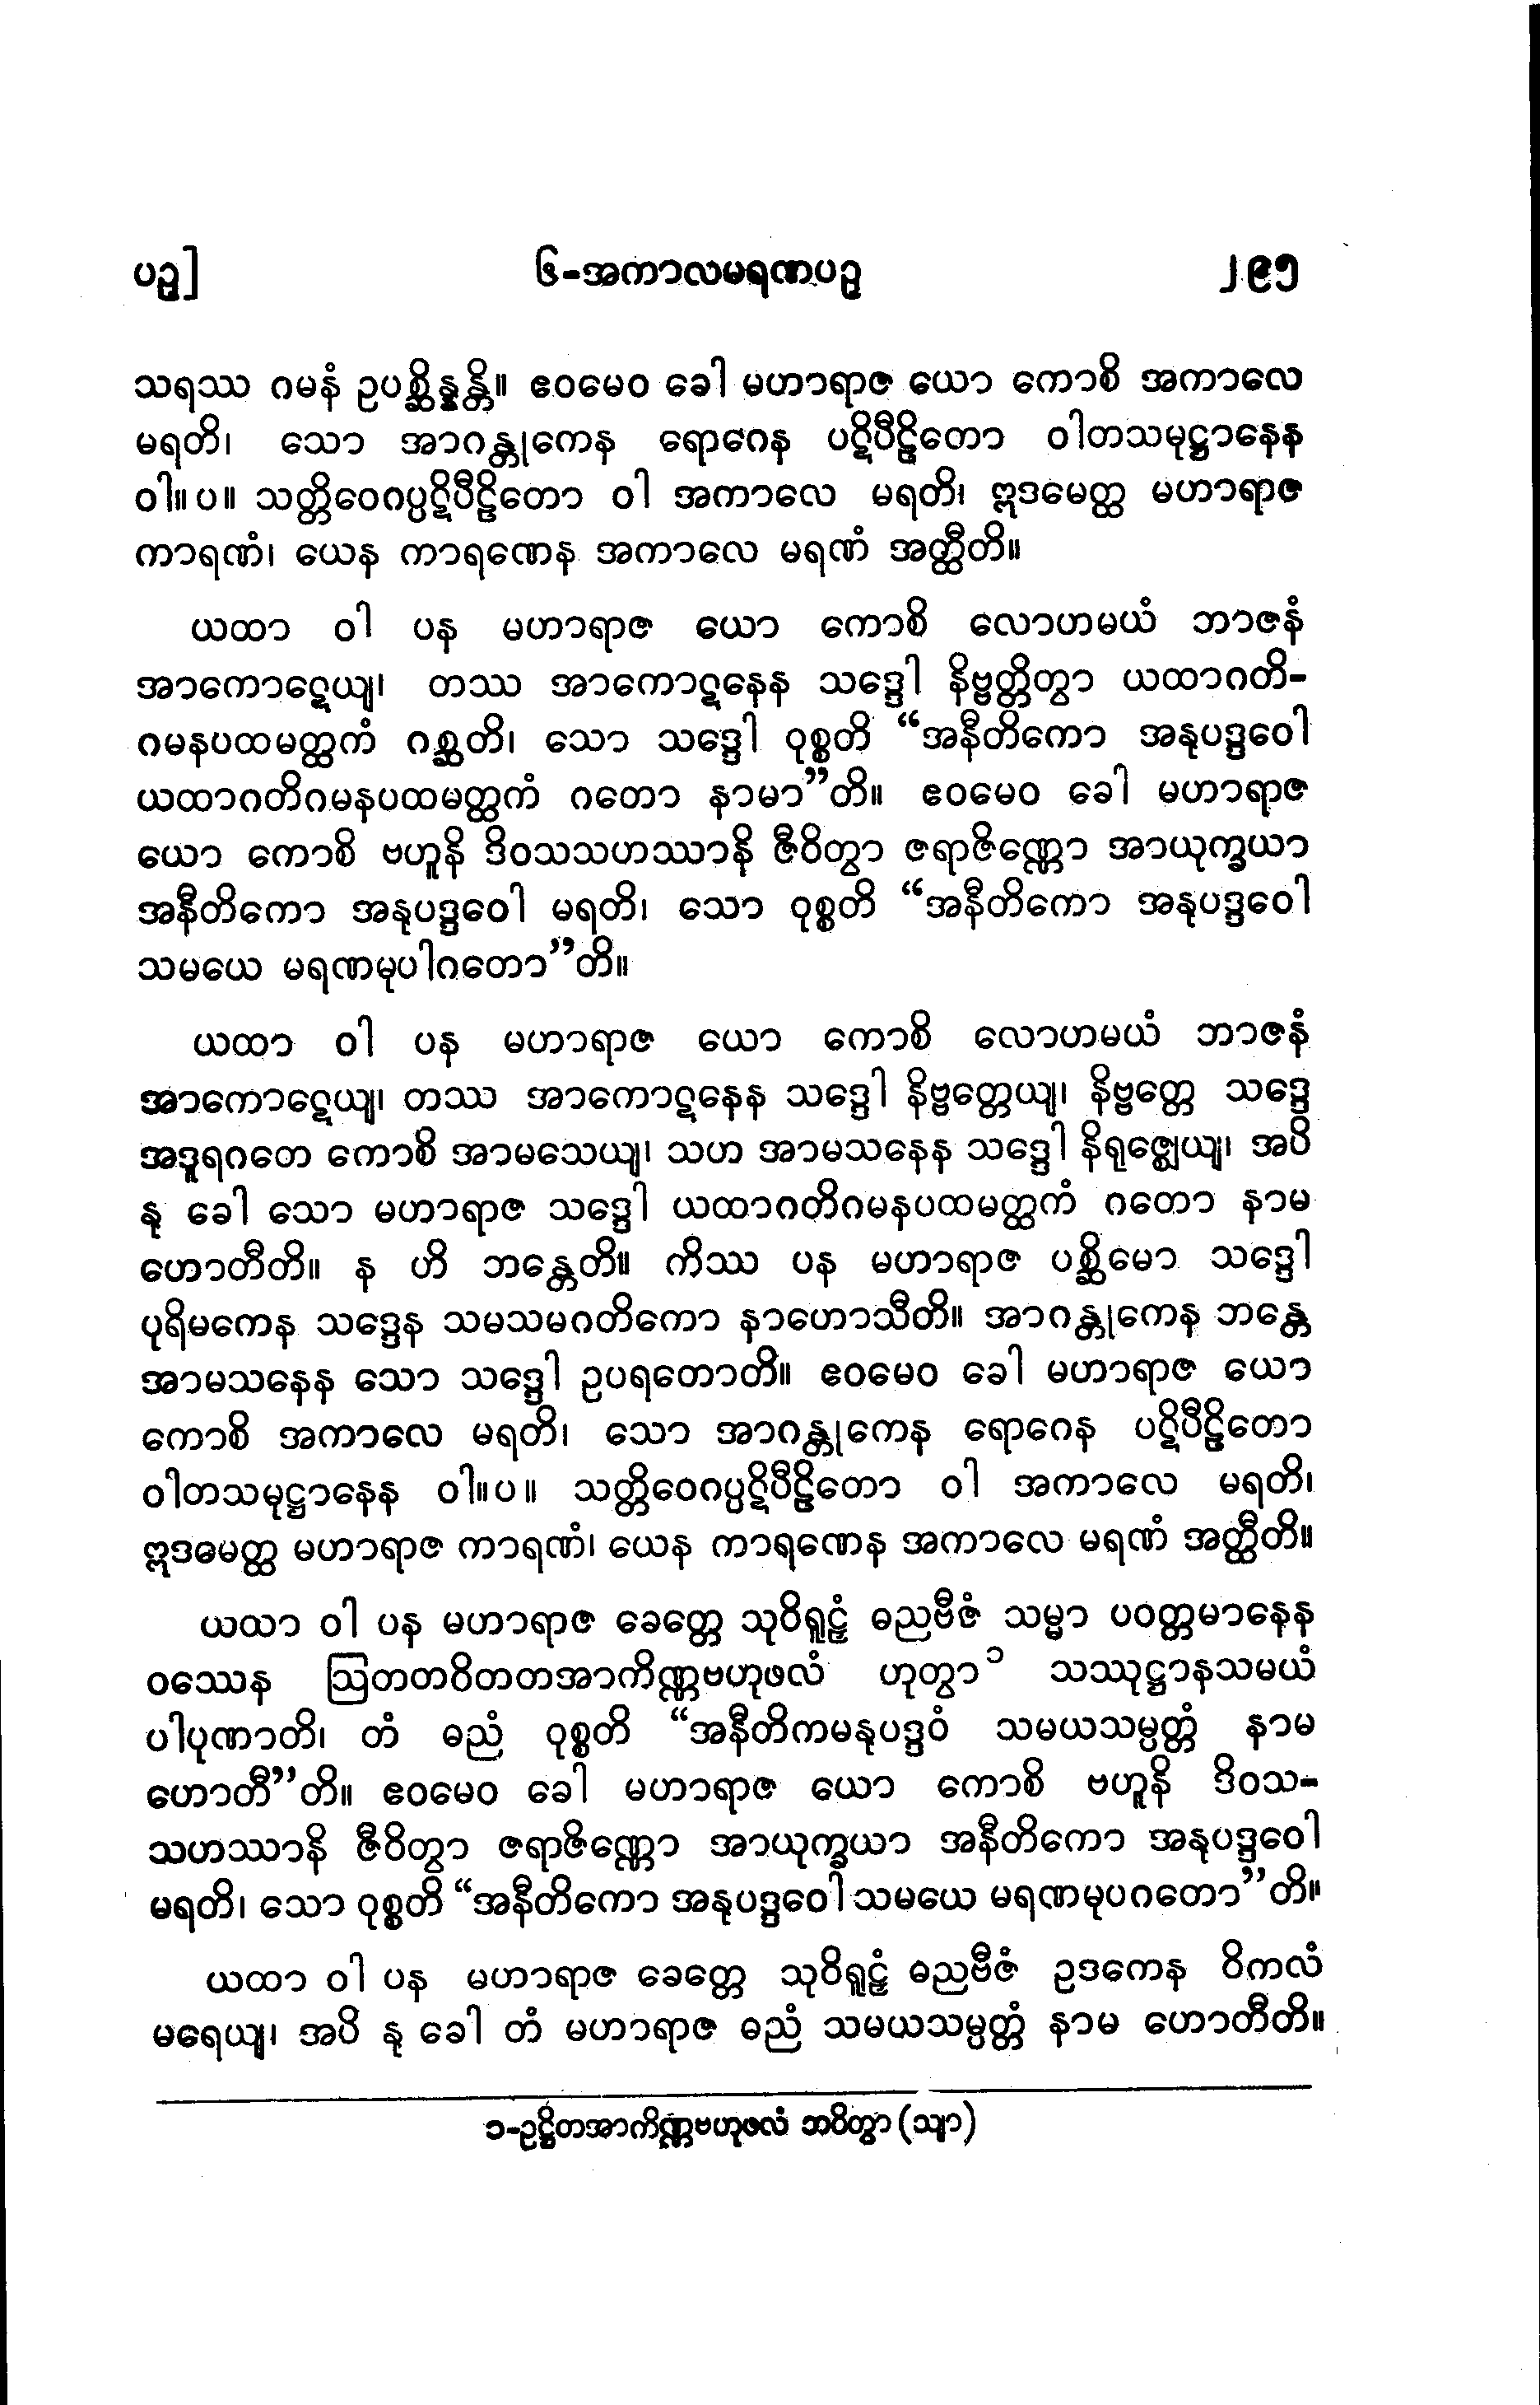 ပဥှ]
၆-အကာလမရဏပဥှ
၂၉၅
သရဿ ဂမနံ ဥပစ္ဆိန္ဒန္တိ။ ဧဝမေဝ ခေါ မဟာရာဇ ယော ကောစိ အကာလေ
မရတိ၊ သော အာဂန္တုကေန ရောဂေန ပဋိပီဠိတော ဝါတသမုဋ္ဌာနေန
ဝါ။ပ။ သတ္တိဝေဂပ္ပဋိပီဠိတော ဝါ အကာလေ မရတိ၊ ဣဒမေတ္ထ မဟာရာဇ
ကာရဏံ၊ ယေန ကာရဏေန အကာလေ မရဏံ အတ္ထီတိ။
ယထာ ဝါ ပန မဟာရာဇ ယော ကောစိ လောဟမယံ ဘာဇနံ
အာကောဋေယျ၊ တဿ အာကောဋနေန သဒ္ဒေါ နိဗ္ဗတ္တိတွာ ယထာဂတိ-
ဂမနပထမတ္ထကံ ဂစ္ဆတိ၊ သော သဒ္ဒေါ ဝုစ္စတိ “အနီတိကော အနုပဒ္ဒဝေါ
ယထာဂတိဂမနပထမတ္ထကံ ဂတော နာမာ”တိ။ ဧဝမေဝ ခေါ မဟာရာဇ
ယော ကောစိ ဗဟူနိ ဒိဝသသဟဿာနိ ဇီဝိတွာ ဇရာဇိဏ္ဏော အာယုက္ခယာ
အနီတိကော အနုပဒ္ဒဝေါ မရတိ၊ သော ဝုစ္စတိ “အနီတိကော အနုပဒ္ဒဝေါ
သမယေ မရဏမုပါဂတော”တိ။
ယထာ ဝါ ပန မဟာရာဇ ယော ကောစိ လောဟမယံ ဘာဇနံ
အာကောဋေယျ၊ တဿ အာကောဋနေန သဒ္ဒေါ နိဗ္ဗတ္တေယျ၊ နိဗ္ဗတ္တေ သဒ္ဒေ
အဒူရဂတေ ကောစိ အာမသေယျ၊ သဟ အာမသနေန သဒ္ဒေါ နိရုဇ္ဈေယျ၊ အပိ
နု ခေါ သော မဟာရာဇ သဒ္ဒေါ ယထာဂတိဂမနပထမတ္ထကံ ဂတော နာမ
ဟောတီတိ။ န ဟိ ဘန္တေတိ။ ကိဿ ပန မဟာရာဇ ပစ္ဆိမော သဒ္ဒေါ
ပုရိမကေန သဒ္ဒေန သမသမဂတိကော နာဟောသီတိ။ အာဂန္တုကေန ဘန္တေ
အာမသနေန သော သဒ္ဒေါ ဥပရတောတိ။ ဧဝမေဝ ခေါ မဟာရာဇ ယော
ကောစိ အကာလေ မရတိ၊ သော အာဂန္တုကေန ရောဂေန ပဋိပီဠိတော
ဝါတသမုဋ္ဌာနေန ဝါ။ပ။ သတ္တိဝေဂပ္ပဋိပီဠိတော ဝါ အကာလေ မရတိ၊
ဣဒမေတ္ထ မဟာရာဇ ကာရဏံ၊ ယေန ကာရဏေန အကာလေ မရဏံ အတ္ထီတိ။
ယထာ ဝါ ပန မဟာရာဇ ခေတ္တေ သုဝိရူဠှံ ဓညဗီဇံ သမ္မာ ပဝတ္တမာနေန
ဝဿေန ဩတတဝိတတအာကိဏ္ဏဗဟုဖလံ ဟုတွာ ၁ သဿုဋ္ဌာနသမယံ
ပါပုဏာတိ၊ တံ ဓညံ ဝုစ္စတိ “အနီတိကမနုပဒ္ဒဝံ သမယသမ္ပတ္တံ နာမ
ဟောတီ”တိ။ ဧဝမေဝ ခေါ မဟာရာဇ ယော ကောစိ ဗဟူနိ ဒိဝသ-
သဟဿာနိ ဇီဝိတွာ ဇရာဇိဏ္ဏော အာယုက္ခယာ အနီတိကော အနုပဒ္ဒဝေါ
မရတိ၊ သော ဝုစ္စတိ “အနီတိကော အနုပဒ္ဒဝေါ သမယေ မရဏမုပဂတော”တိ။
ယထာ ဝါ ပန မဟာရာဇ ခေတ္တေ သုဝိရူဠှံ ဓညဗီဇံ ဥဒကေန ဝိကလံ
မရေယျ၊ အပိ နု ခေါ တံ မဟာရာဇ ဓညံ သမယသမ္ပတ္တံ နာမ ဟောတီတိ။
၁-ဥဋ္ဌိတအာကိဏ္ဏဗဟုဖလံ ဘဝိတွာ (သျာ)